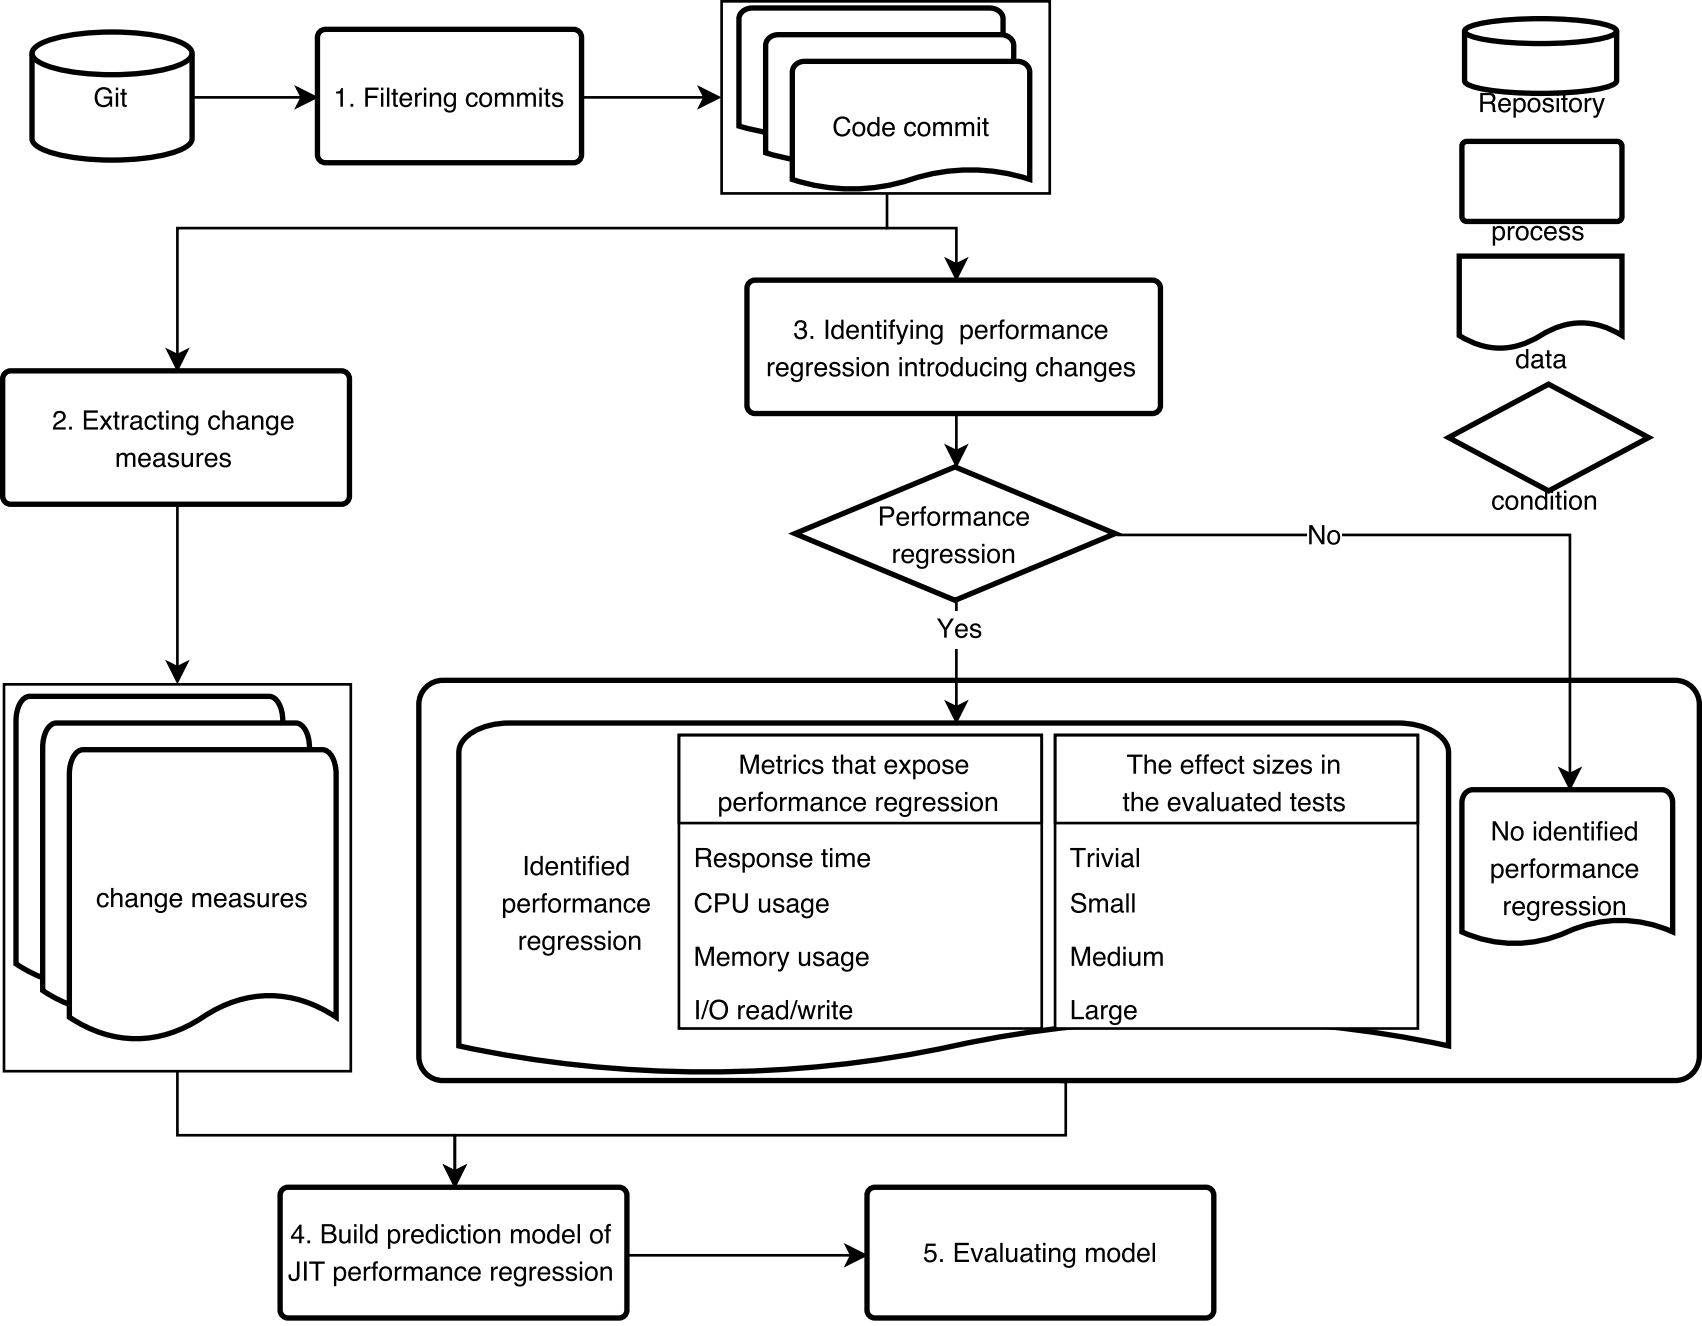 Git
1. Filtering commits
Code commit
Repository
process
data
condition
3. Identifying  performance
regression introducing changes
2. Extracting change
measures
Performance
regression
No
Yes
change measures
Identified
performance
regression
Metrics that expose
performance regression
Response time
CPU usage
Memory usage
I/O read/write
The effect sizes in
the evaluated tests
Trivial
Small
Medium
Large
No identified
performance
regression
4. Build prediction model of
JIT performance regression
5. Evaluating model